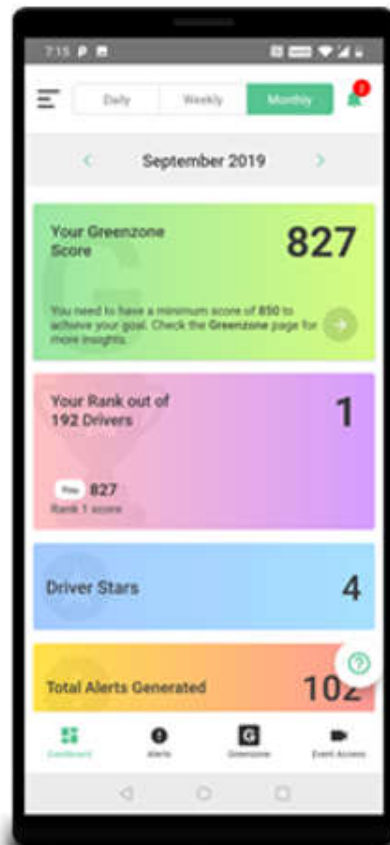 7:15
Daily Weekly Monthly
September 2019
Your Greenzone
Score
827
You need to have a minimum score of 850 to
achieve your goal. Check the Greenzone page for
more insights.
Your Rank out of
192 Drivers
1
You 827
Rank 1 score
Driver Stars
4
Total Alerts Generated
102
Dashboard Alerts G Greenzone Event Access